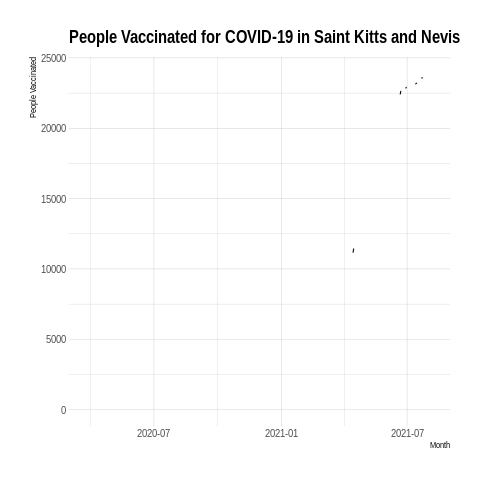 People Vaccinated for COVID-19 in Saint Kitts and Nevis
People Vaccinated
25000
20000
15000
10000
5000
0
2020-07 2021-01 2021-07
Month